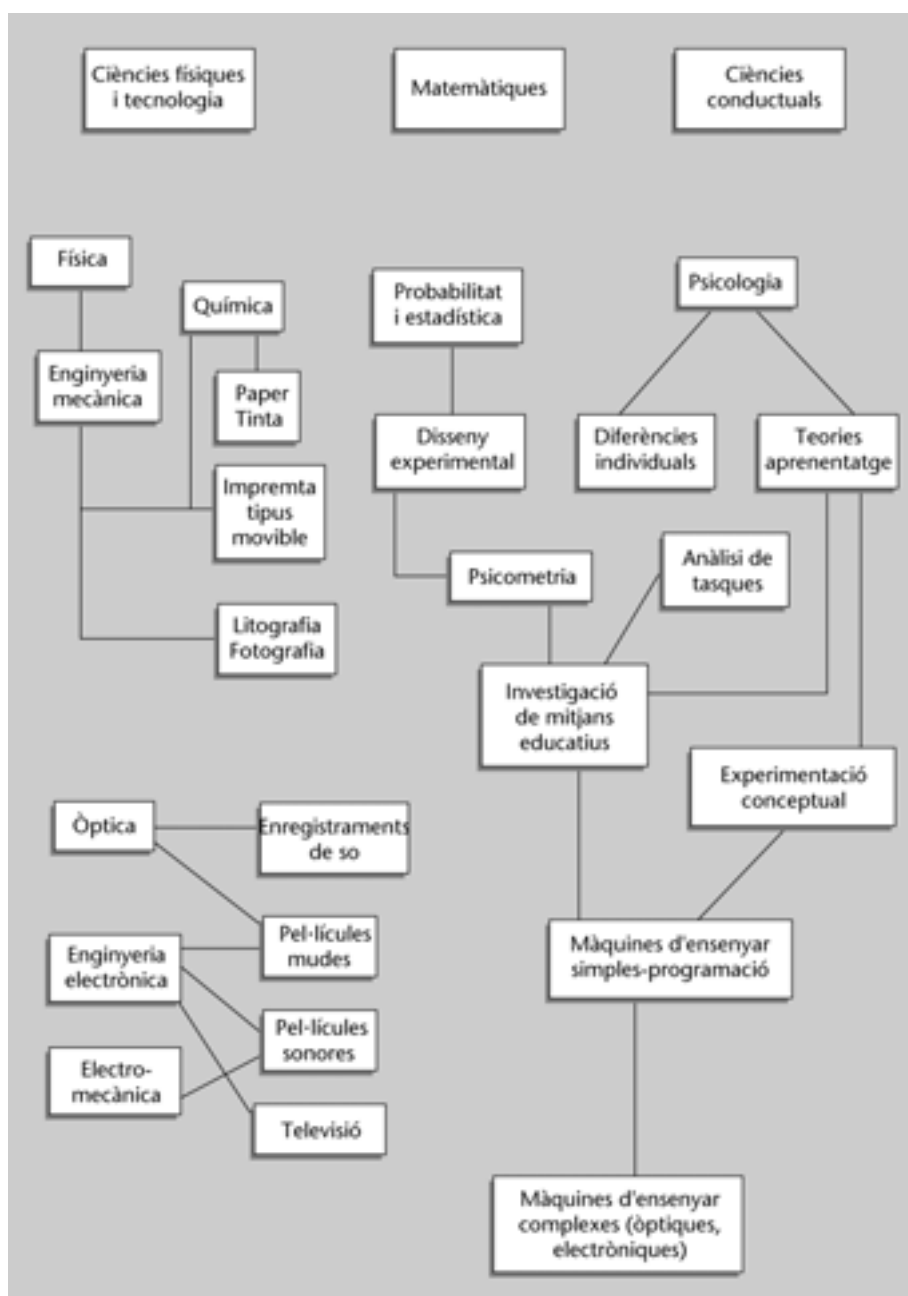 Ciències físiques
i tecnologia
Matemàtiques
Ciències
conductuals
Física
Química
Enginyeria
mecànica
Paper
Tinta
Impremta
tipus
movible
Litografia
Fotografia
Probabilitat
i estadística
Psicologia
Disseny
experimental
Diferències
individuals
Teories
aprenentatge
Psicometria
Anàlisi de
tasques
Investigació
de mitjans
educatius
Experimentació
conceptual
Òptica
Enregistraments
de so
Pel·lícules
mudes
Enginyeria
electrònica
Pel·lícules
sonores
Electro-
mecànica
Televisió
Màquines d'ensenyar
simples-programació
Màquines d'ensenyar
complexes (òptiques,
electròniques)